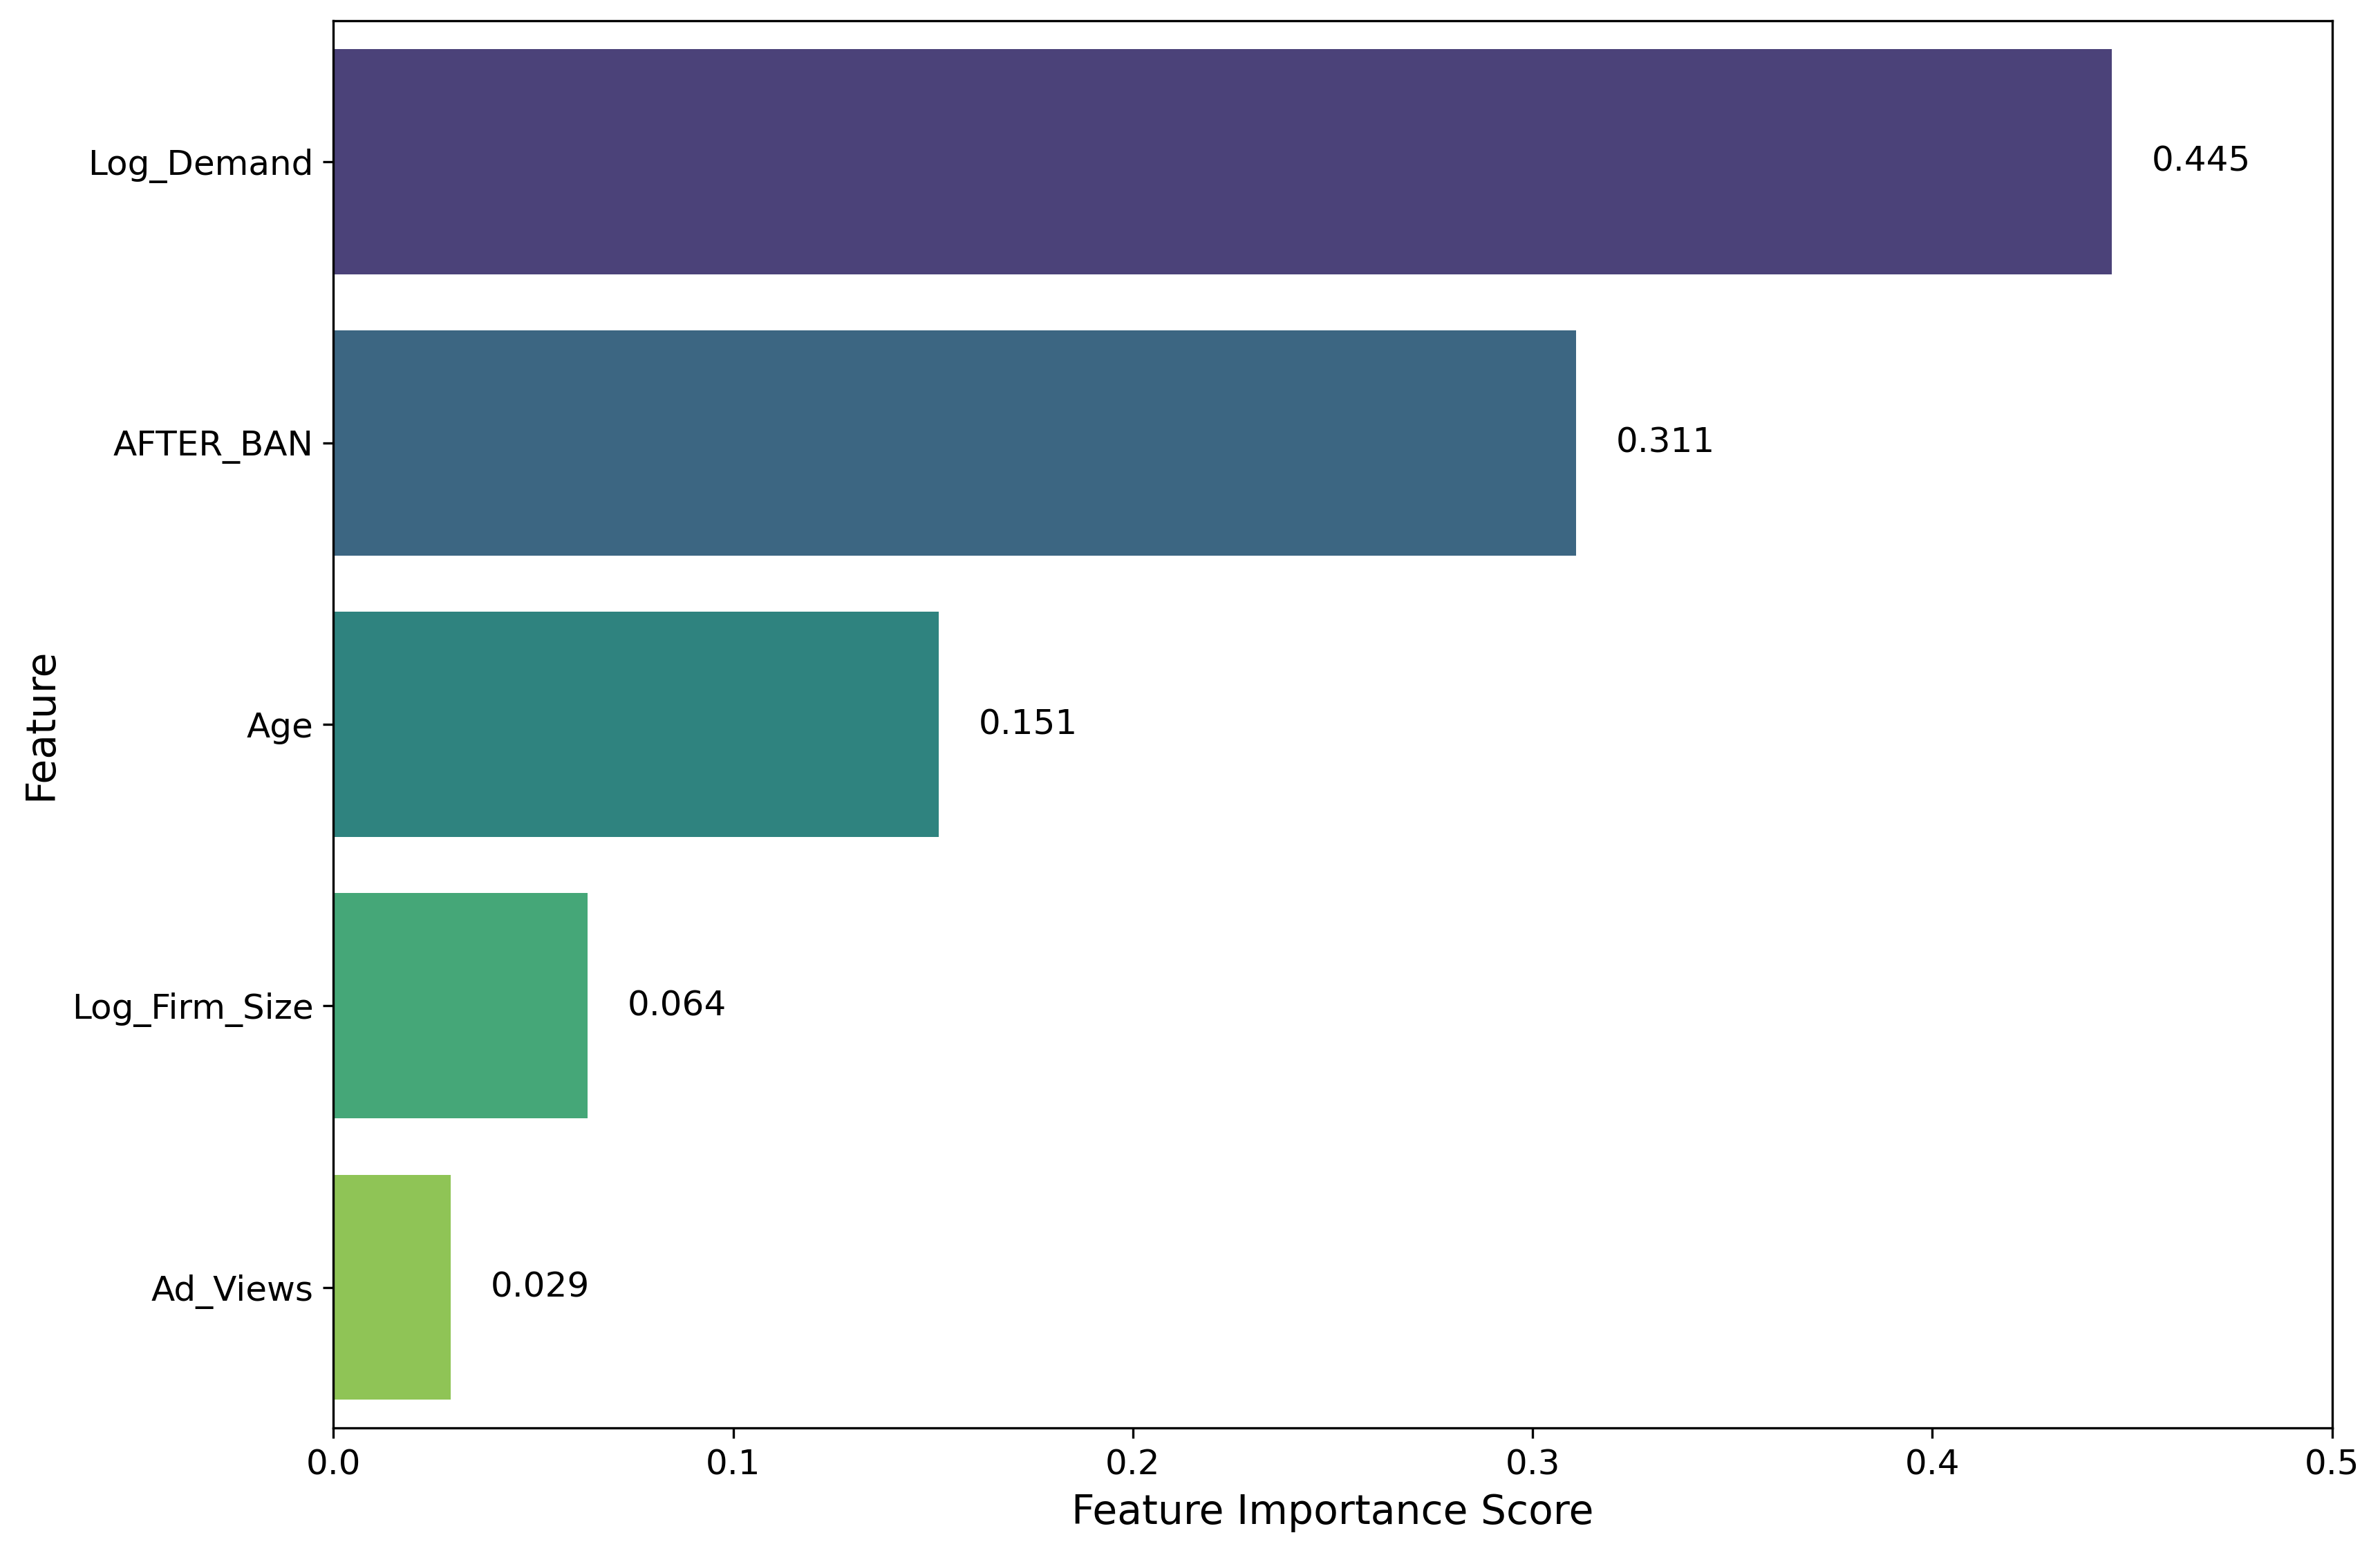 Log_Demand
0.445
AFTER_BAN
0.311
Age
0.151
Log_Firm_Size
0.064
Ad_Views
0.029
Feature
0.0
0.1
0.2
0.3
0.4
0.5
Feature Importance Score